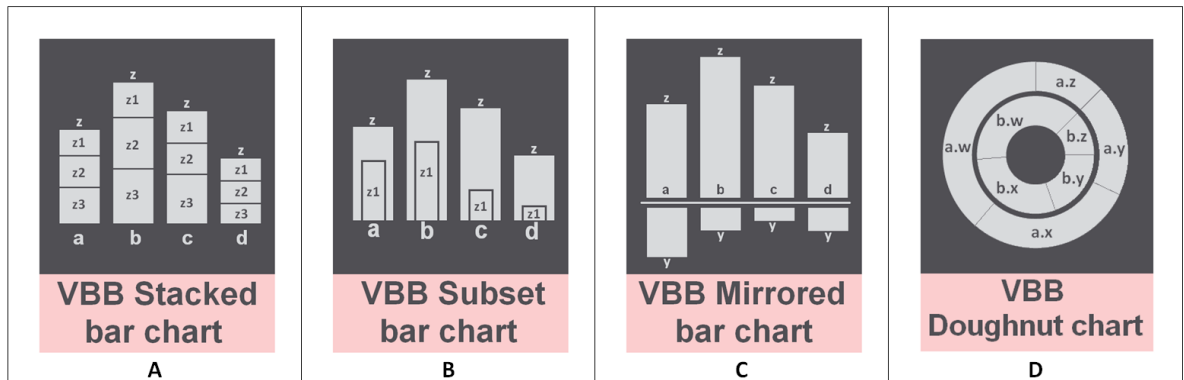 z
z
z
z
z1
z2
z3
z1
z2
z3
z1
z2
z3
z1
z2
z3
a b c d
VBB Stacked
bar chart
A
z
z
z
z
z1
z1
z1
z1
a b c d
VBB Subset
bar chart
B
z
z
z
z
a b c d
y
y
y
y
VBB Mirrored
bar chart
C
a.z
b.w
b.z
a.w
a.y
b.x
b.y
a.x
VBB
Doughnut chart
D